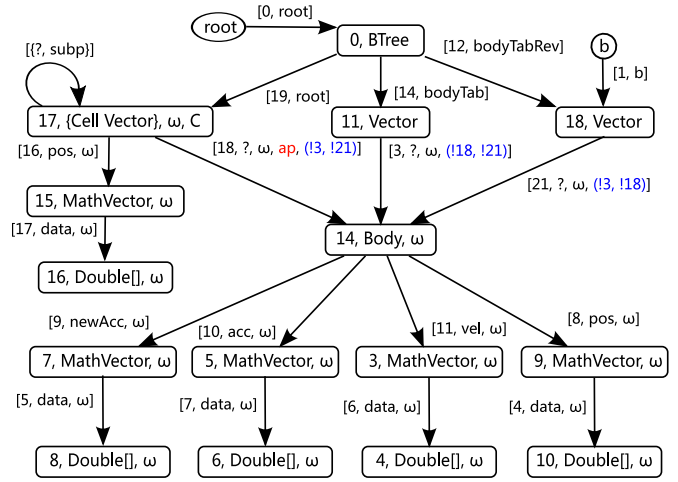 [0, root]
root
0, BTree
[12, bodyTabRev]
b
[{?, subp}]
[1, b]
[19, root]
[14, bodyTab]
17, {Cell Vector}, ω, C
11, Vector
18, Vector
[16, pos, ω]
[18, ?, ω, ap, (!3, !21)]
[3, ?, ω, (!18, !21)]
[21, ?, ω, (!3, !18)]
15, MathVector, ω
[17, data, ω]
14, Body, ω
16, Double[], ω
[9, newAcc, ω]
[10, acc, ω]
[11, vel, ω]
[8, pos, ω]
7, MathVector, ω
5, MathVector, ω
3, MathVector, ω
9, MathVector, ω
[5, data, ω]
[7, data, ω]
[6, data, ω]
[4, data, ω]
8, Double[], ω
6, Double[], ω
4, Double[], ω
10, Double[], ω